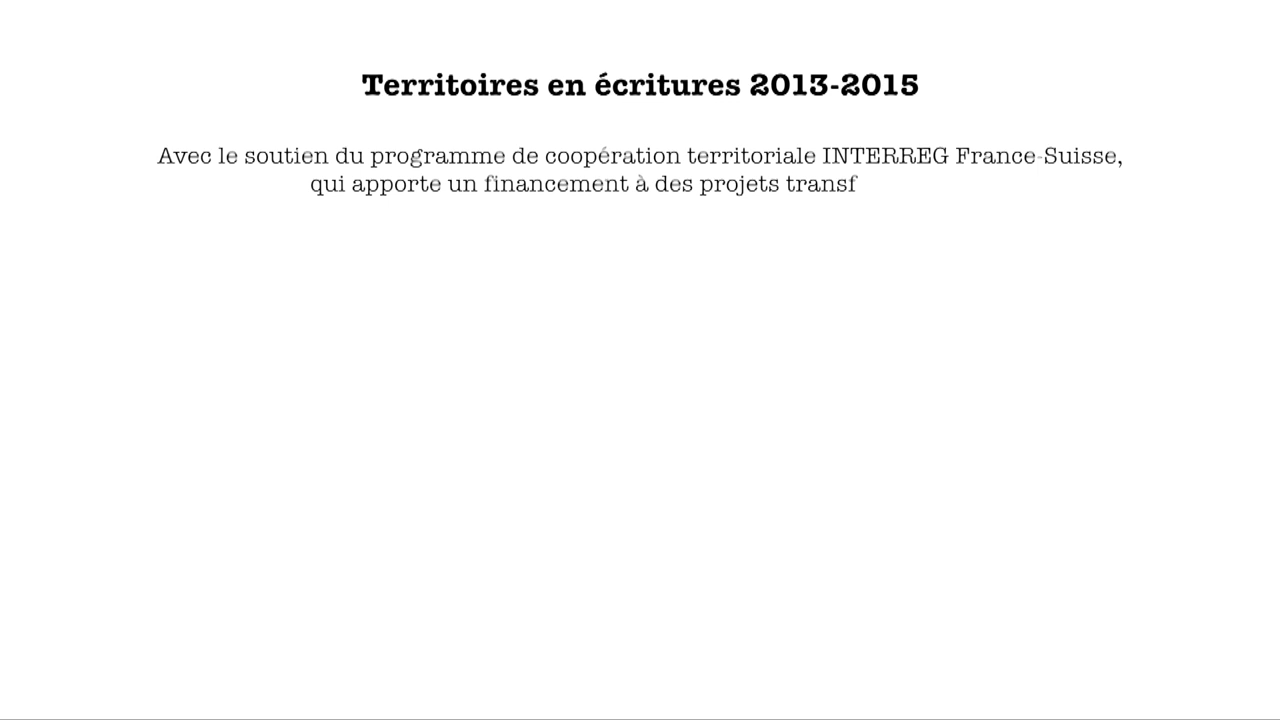 Territoires en écritures 2013-2015
Avec le soutien du programme de coopération territoriale INTERREG France-Suisse,
qui apporte un financement à des projets transf